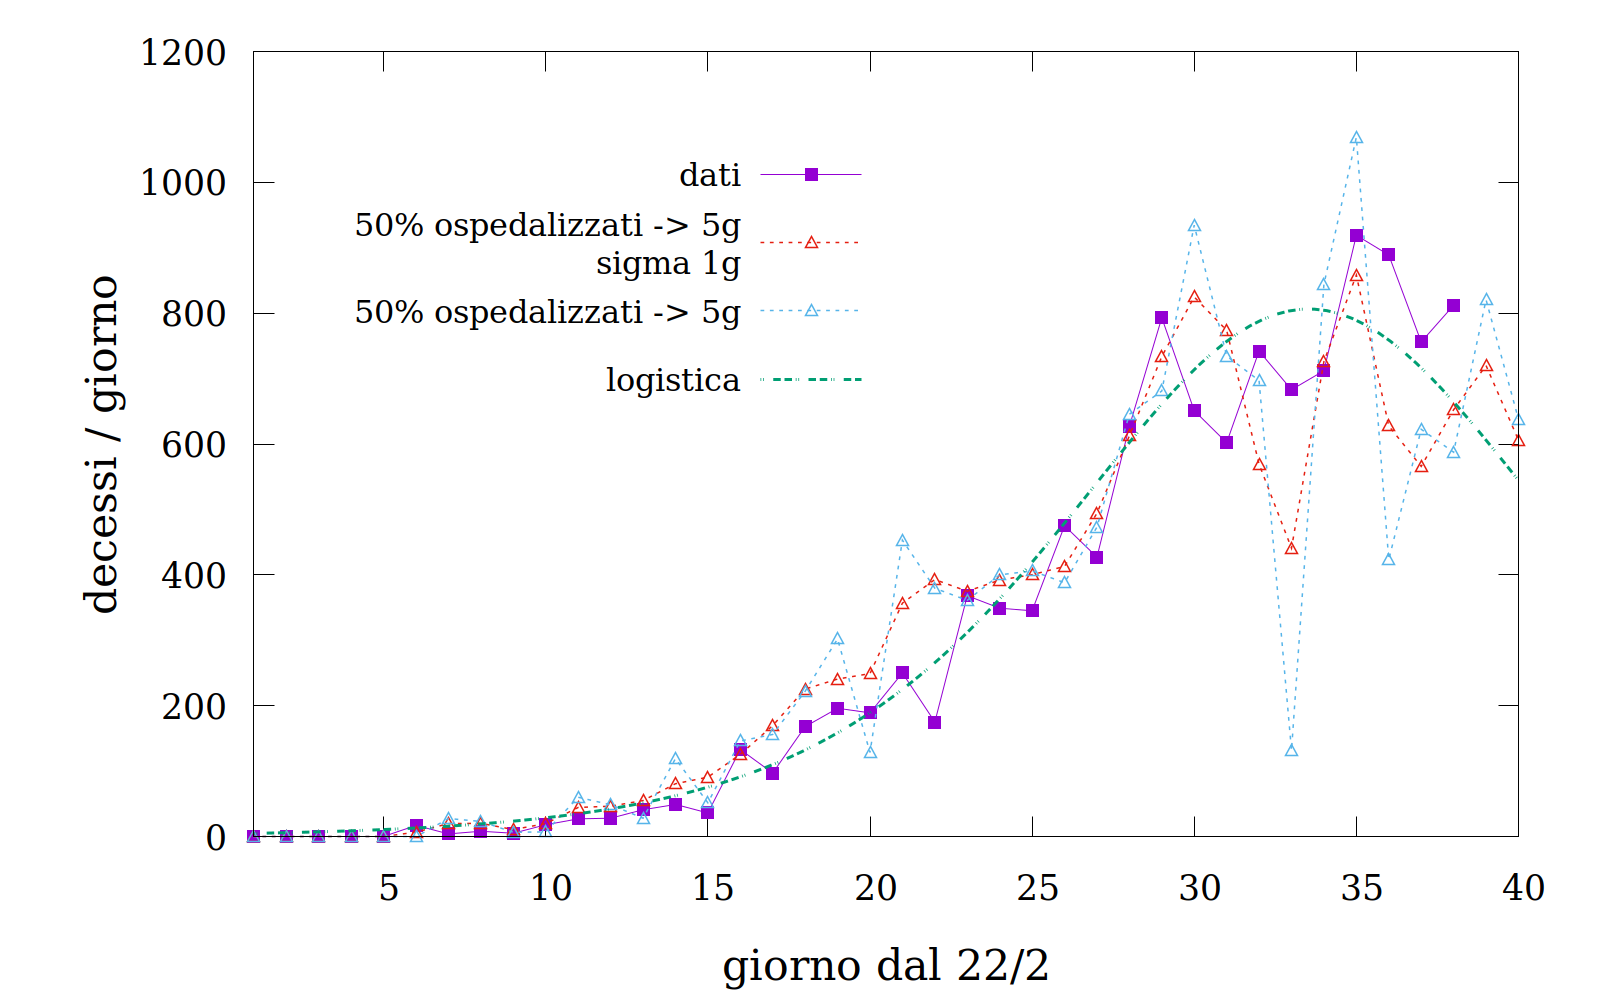 1200
1000
800
600
400
200
0
decessi / giorno
dati
50% ospedalizzati -> 5g
sigma 1g
50% ospedalizzati -> 5g
logistica
5 10 15 20 25 30 35 40
giorno dal 22/2